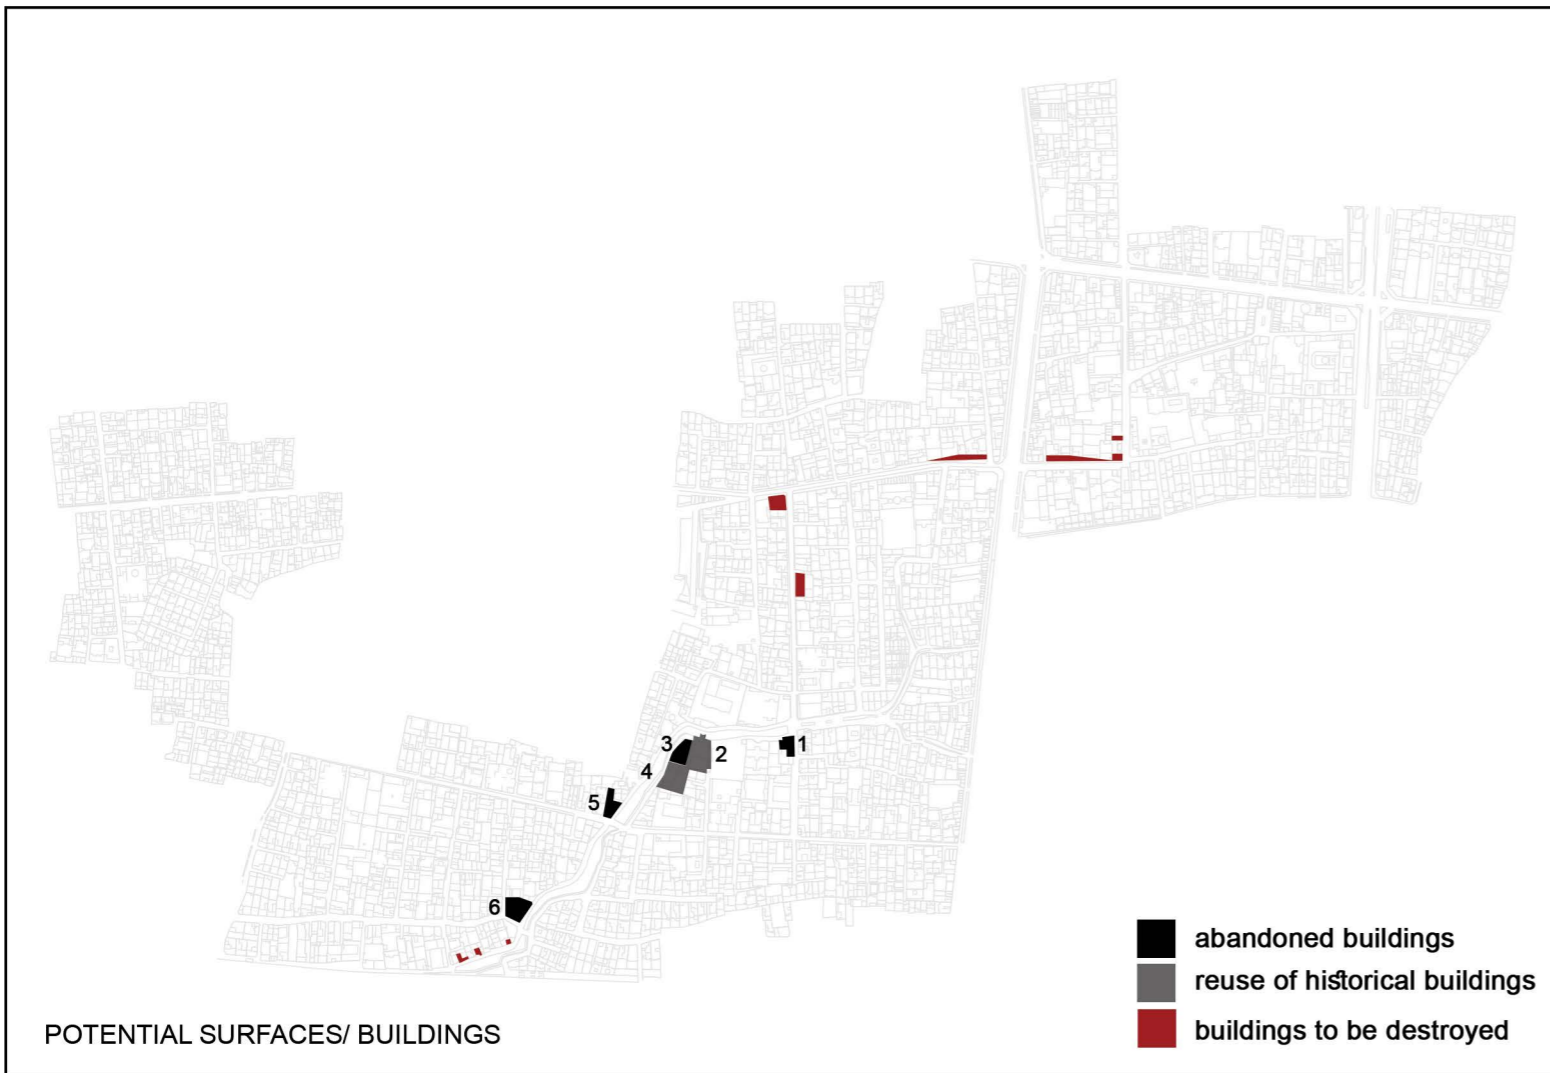 3
2
1
4
5
6
abandoned buildings
reuse of historical buildings
buildings to be destroyed
POTENTIAL SURFACES/ BUILDINGS